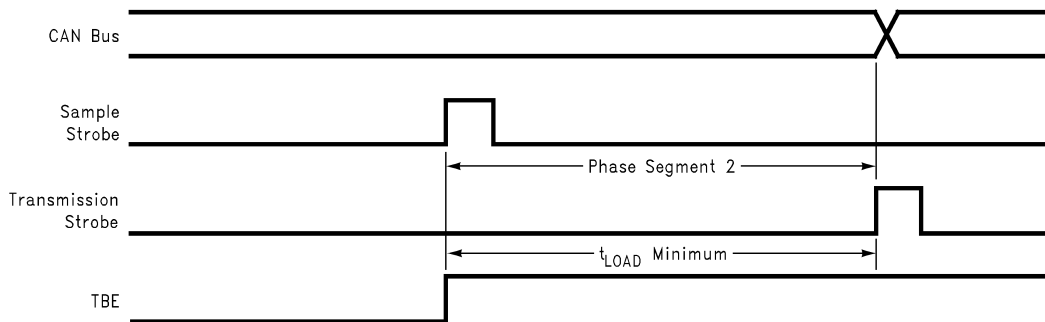 CAN Bus
Sample
Strobe
Phase Segment 2
Transmission
Strobe
tLOAD Minimum
TBE